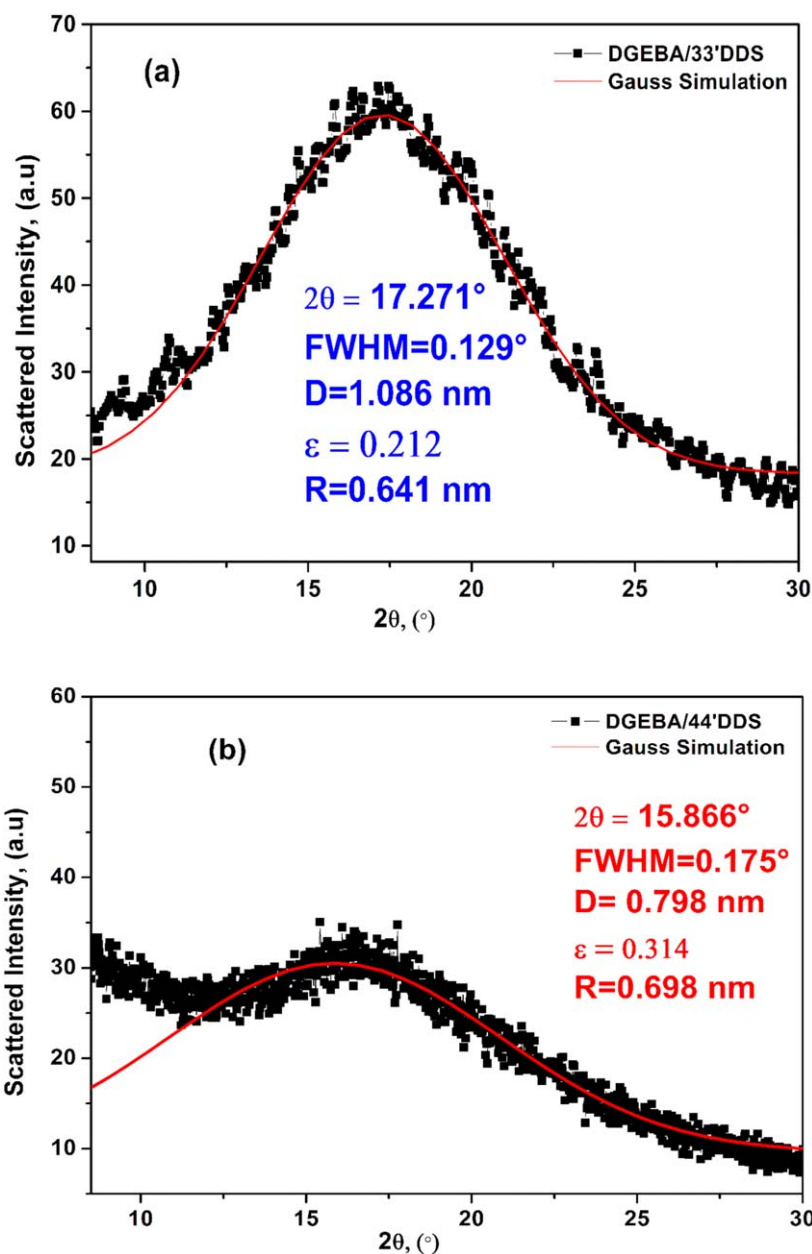 70
(a)
DGEBA/33'DDS
Gauss Simulation
60
50
40
30
20
10
Scattered Intensity, (a.u)
2θ = 17.271°
FWHM=0.129°
D=1.086 nm
ε = 0.212
R=0.641 nm
10 15 20 25 30
2θ, (°)
60
(b)
DGEBA/44'DDS
Gauss Simulation
50
40
30
20
10
Scattered Intensity, (a.u)
2θ = 15.866°
FWHM=0.175°
D= 0.798 nm
ε = 0.314
R=0.698 nm
10 15 20 25 30
2θ, (°)